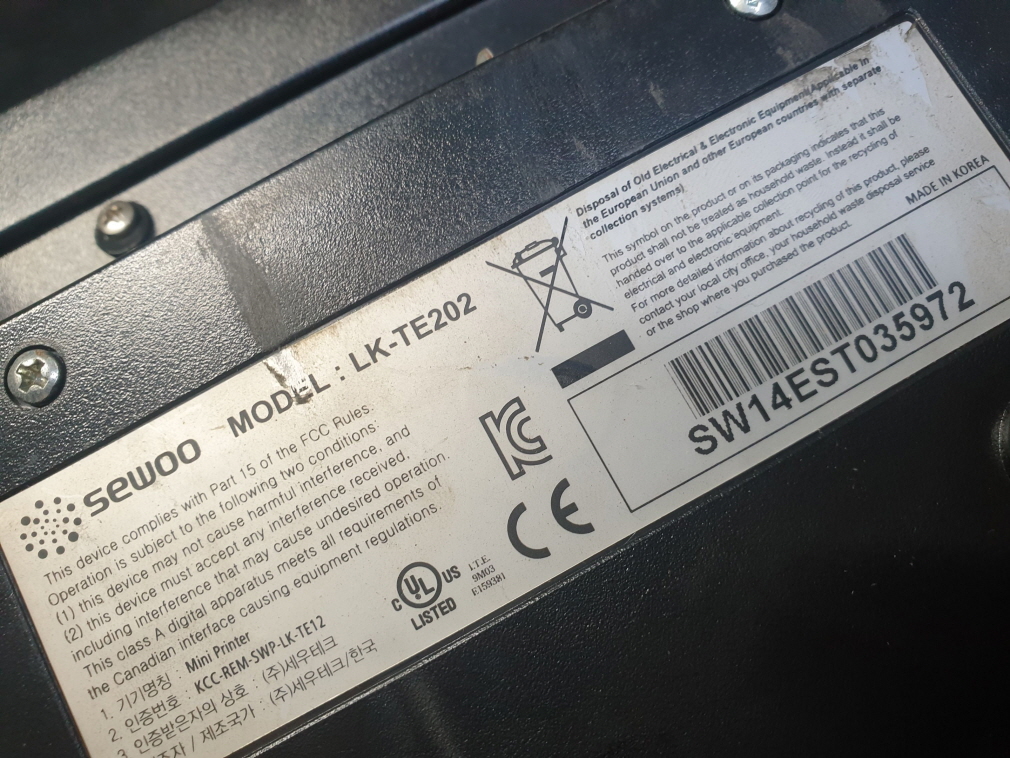 sewoo
MODEL : LK-TE202
This device complies with Part 15 of the FCC Rules.
Operation is subject to the following two conditions:
(1) this device may not cause harmful interference, and
(2) this device must accept any interference received,
including interference that may cause undesired operation.
This class A digital apparatus meets all requirements of
the Canadian interface causing equipment regulations.
1. 기기명칭 : Mini Printer
2. 인증번호 : KCC-REM-SWP-LK-TE12
3. 인증받은자의 상호 : (주)세우테크
/ 제조국가 : (주)세우테크/한국
C UL US
LISTED
I.T.E.
9M03
E159381
CE
Disposal of Old Electrical & Electronic Equipment(Applicable in
the European Union and other European countries with separate
collection systems)
This symbol on the product or on its packaging indicates that this
product shall not be treated as household waste. Instead it shall be
handed over to the applicable collection point for the recycling of
electrical and electronic equipment.
For more detailed information about recycling of this product, please
contact your local city office, your household waste disposal service
or the shop where you purchased the product.
MADE IN KOREA
SW14EST035972